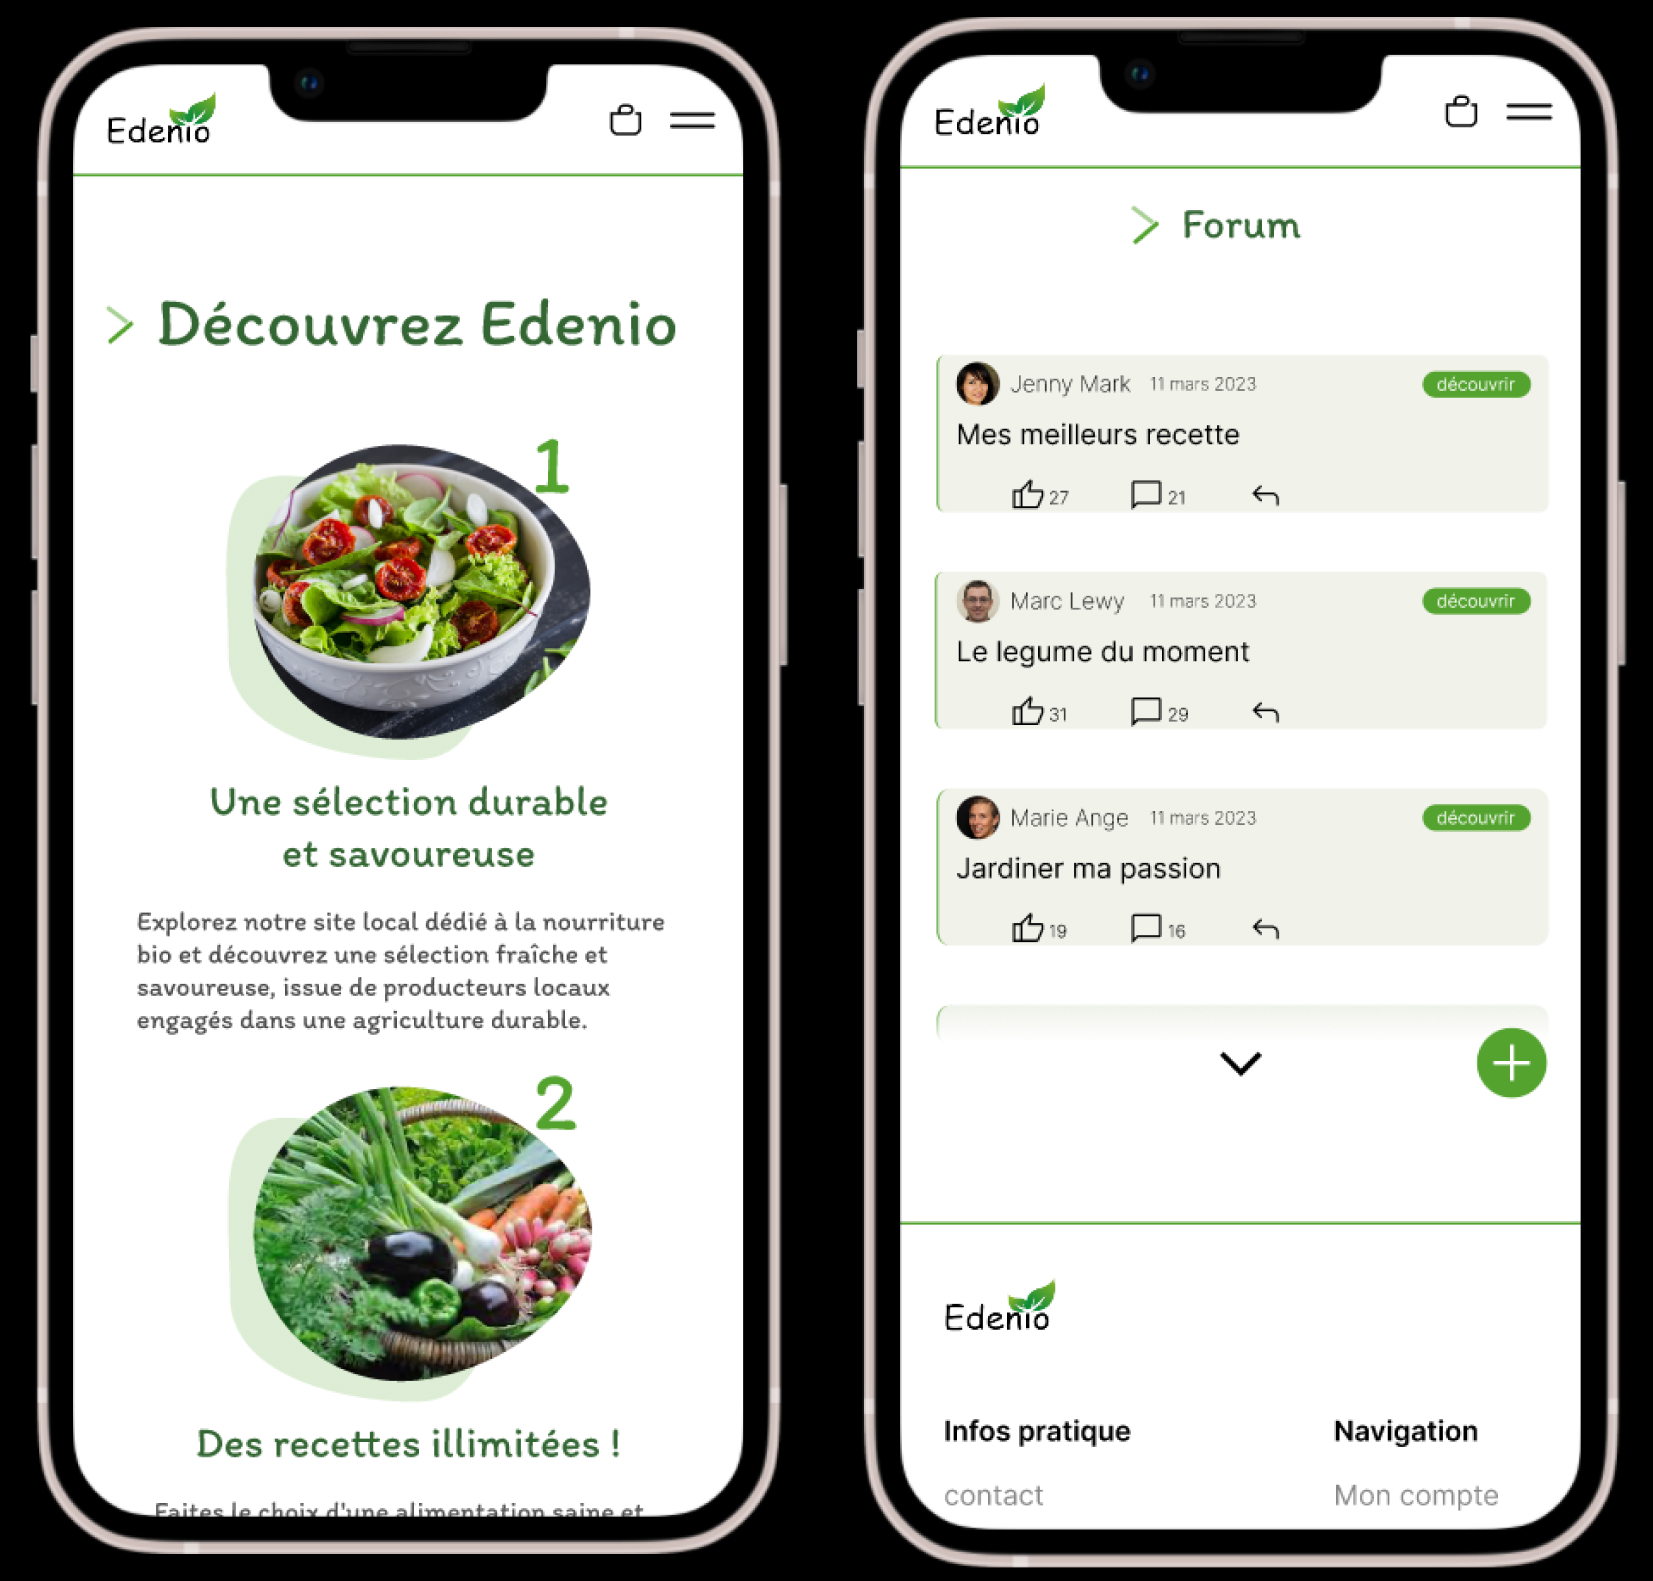 Edenio
Découvrez Edenio
1
Une sélection durable
et savoureuse
Explorez notre site local dédié à la nourriture
bio et découvrez une sélection fraîche et
savoureuse, issue de producteurs locaux
engagés dans une agriculture durable.
2
Des recettes illimitées !
Faites le choix d'une alimentation saine et
Edenio
Forum
Jenny Mark 11 mars 2023 découvrir
Mes meilleurs recette
27 21
Marc Lewy 11 mars 2023 découvrir
Le legume du moment
31 29
Marie Ange 11 mars 2023 découvrir
Jardiner ma passion
19 16
Edenio
Infos pratique Navigation
contact Mon compte